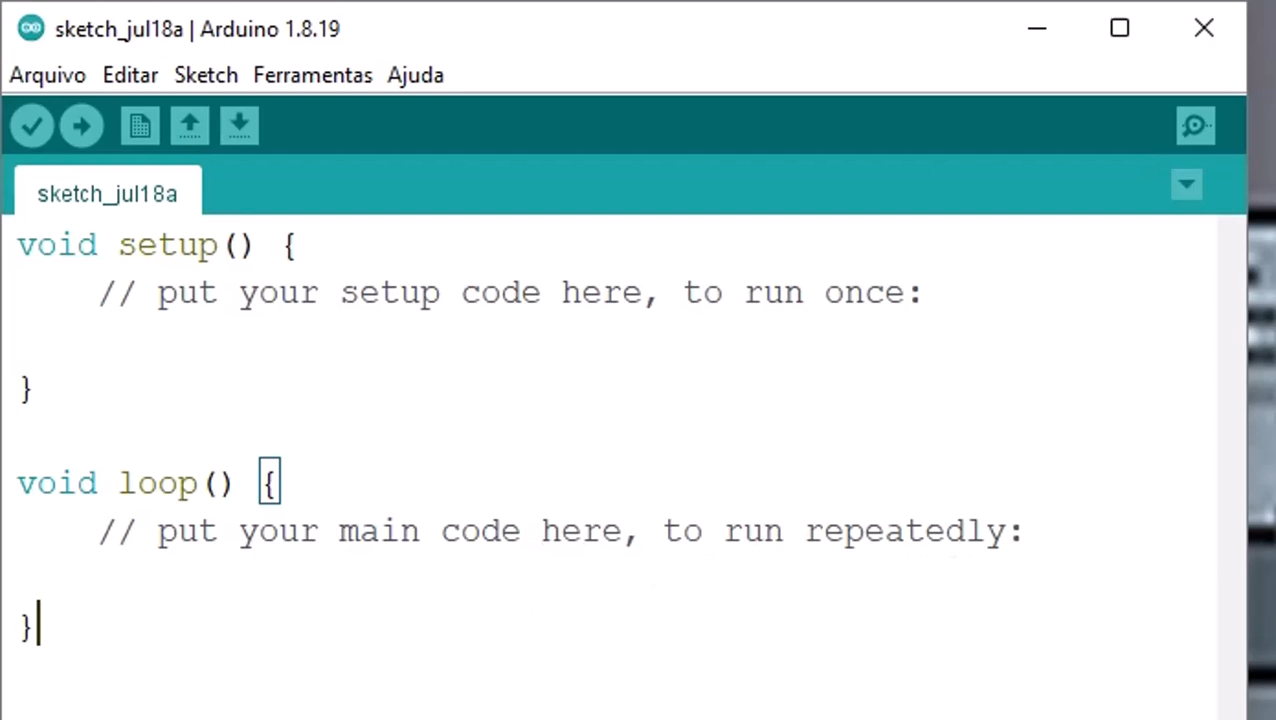 sketch_jul18a | Arduino 1.8.19
Arquivo Editar Sketch Ferramentas Ajuda
sketch_jul18a
void setup() {
    // put your setup code here, to run once:
}
void loop() {
    // put your main code here, to run repeatedly:
}